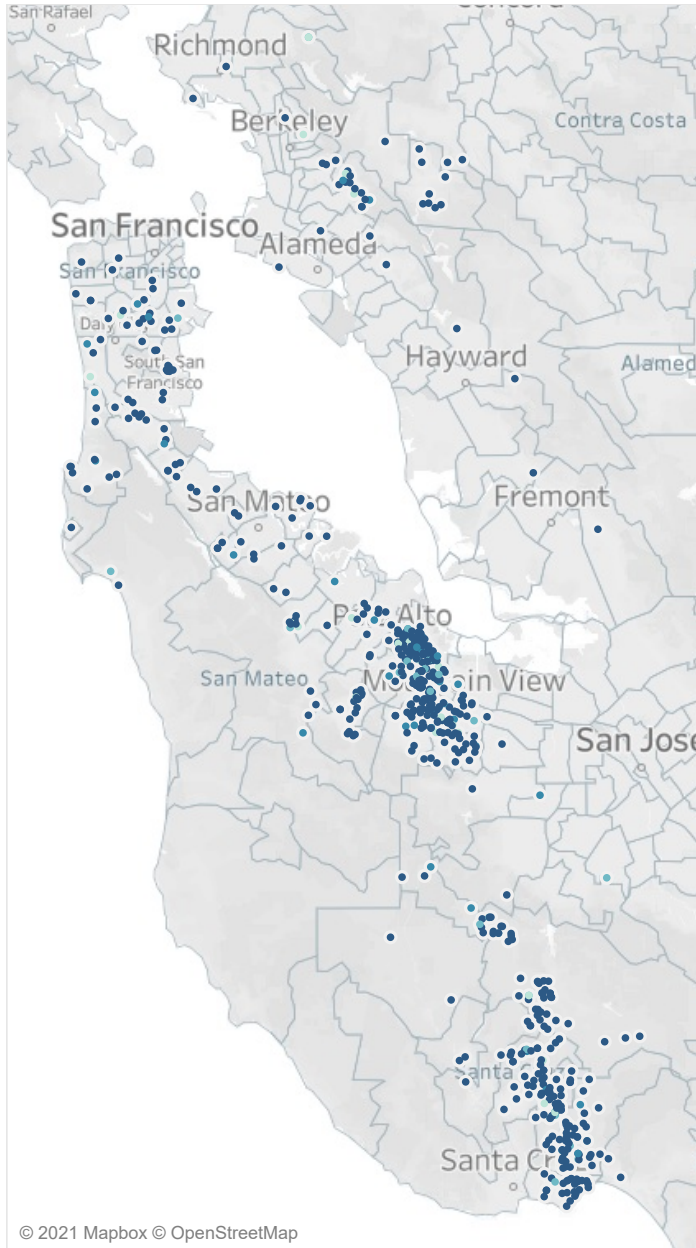 San Rafael
Concord
Richmond
Berkeley
Contra Costa
San Francisco
Alameda
San Francisco
Daly
South San
Francisco
Hayward
Alamed
Fremont
San Mateo
Palo Alto
San Mateo
Mountain View
San Jose
Santa Cruz
Santa Cruz
© 2021 Mapbox © OpenStreetMap